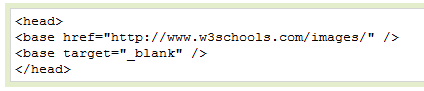 <head>
<base href="http://www.w3schools.com/images/" />
<base target="_blank" />
</head>